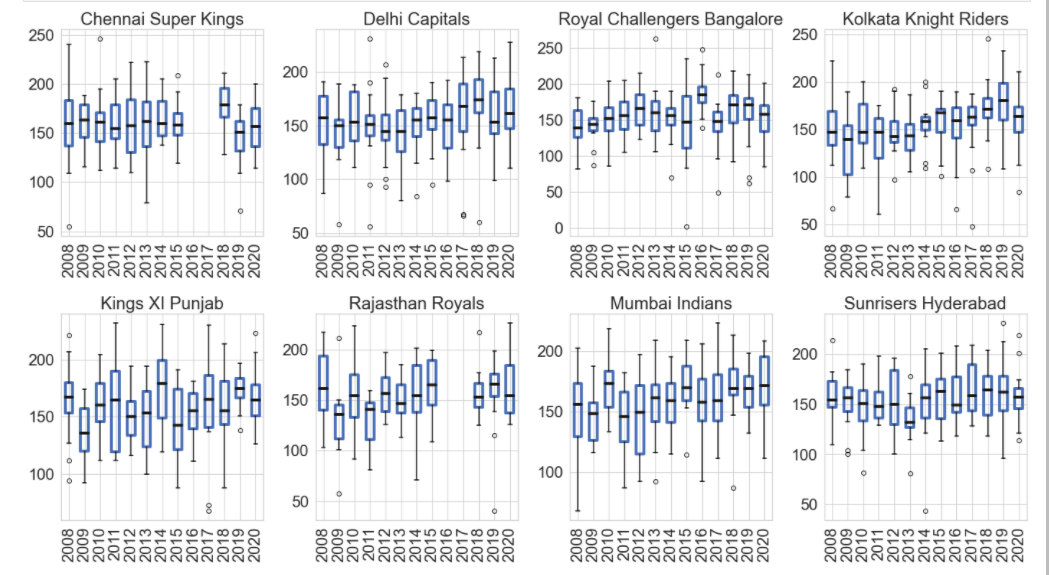 Chennai Super Kings
250
200
150
100
50
2008 2009 2010 2011 2012 2013 2014 2015 2016 2017 2018 2019 2020
Delhi Capitals
200
150
100
50
2008 2009 2010 2011 2012 2013 2014 2015 2016 2017 2018 2019 2020
Royal Challengers Bangalore
250
200
150
100
50
0
2008 2009 2010 2011 2012 2013 2014 2015 2016 2017 2018 2019 2020
Kolkata Knight Riders
250
200
150
100
50
2008 2009 2010 2011 2012 2013 2014 2015 2016 2017 2018 2019 2020
Kings XI Punjab
200
150
100
2008 2009 2010 2011 2012 2013 2014 2015 2016 2017 2018 2019 2020
Rajasthan Royals
200
150
100
50
2008 2009 2010 2011 2012 2013 2014 2015 2016 2017 2018 2019 2020
Mumbai Indians
200
150
100
2008 2009 2010 2011 2012 2013 2014 2015 2016 2017 2018 2019 2020
Sunrisers Hyderabad
200
150
100
50
2008 2009 2010 2011 2012 2013 2014 2015 2016 2017 2018 2019 2020